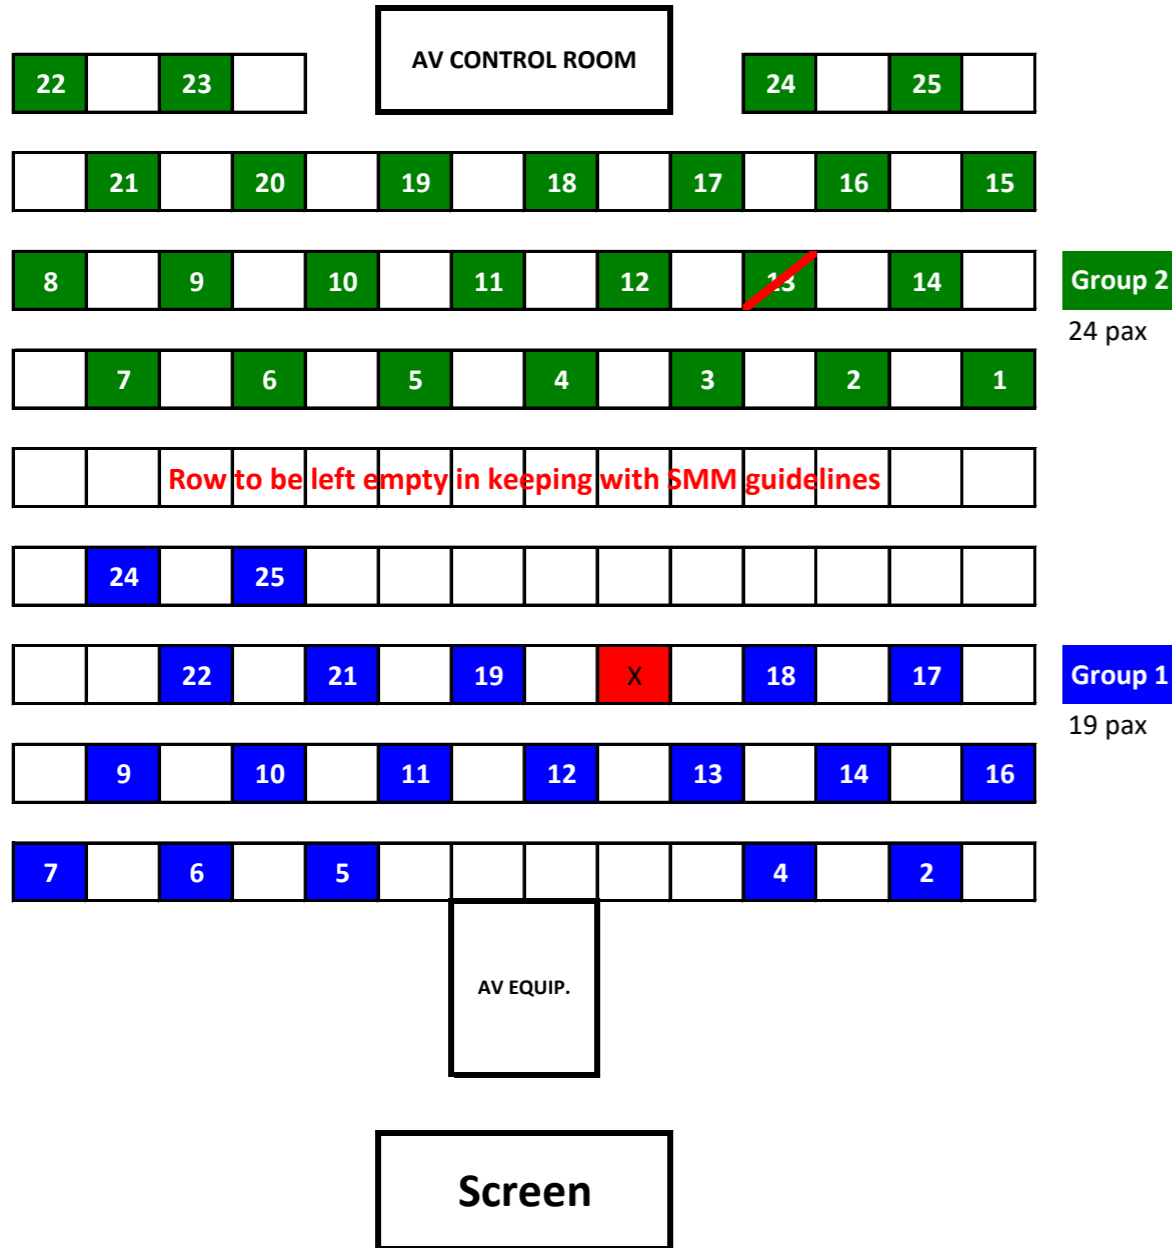 AV CONTROL ROOM
22 23 24 25
21 20 19 18 17 16 15
8 9 10 11 12 13 14
Group 2
24 pax
7 6 5 4 3 2 1
Row to be left empty in keeping with SMM guidelines
24 25
22 21 19 X 18 17
Group 1
19 pax
9 10 11 12 13 14 16
7 6 5 4 2
AV EQUIP.
Screen